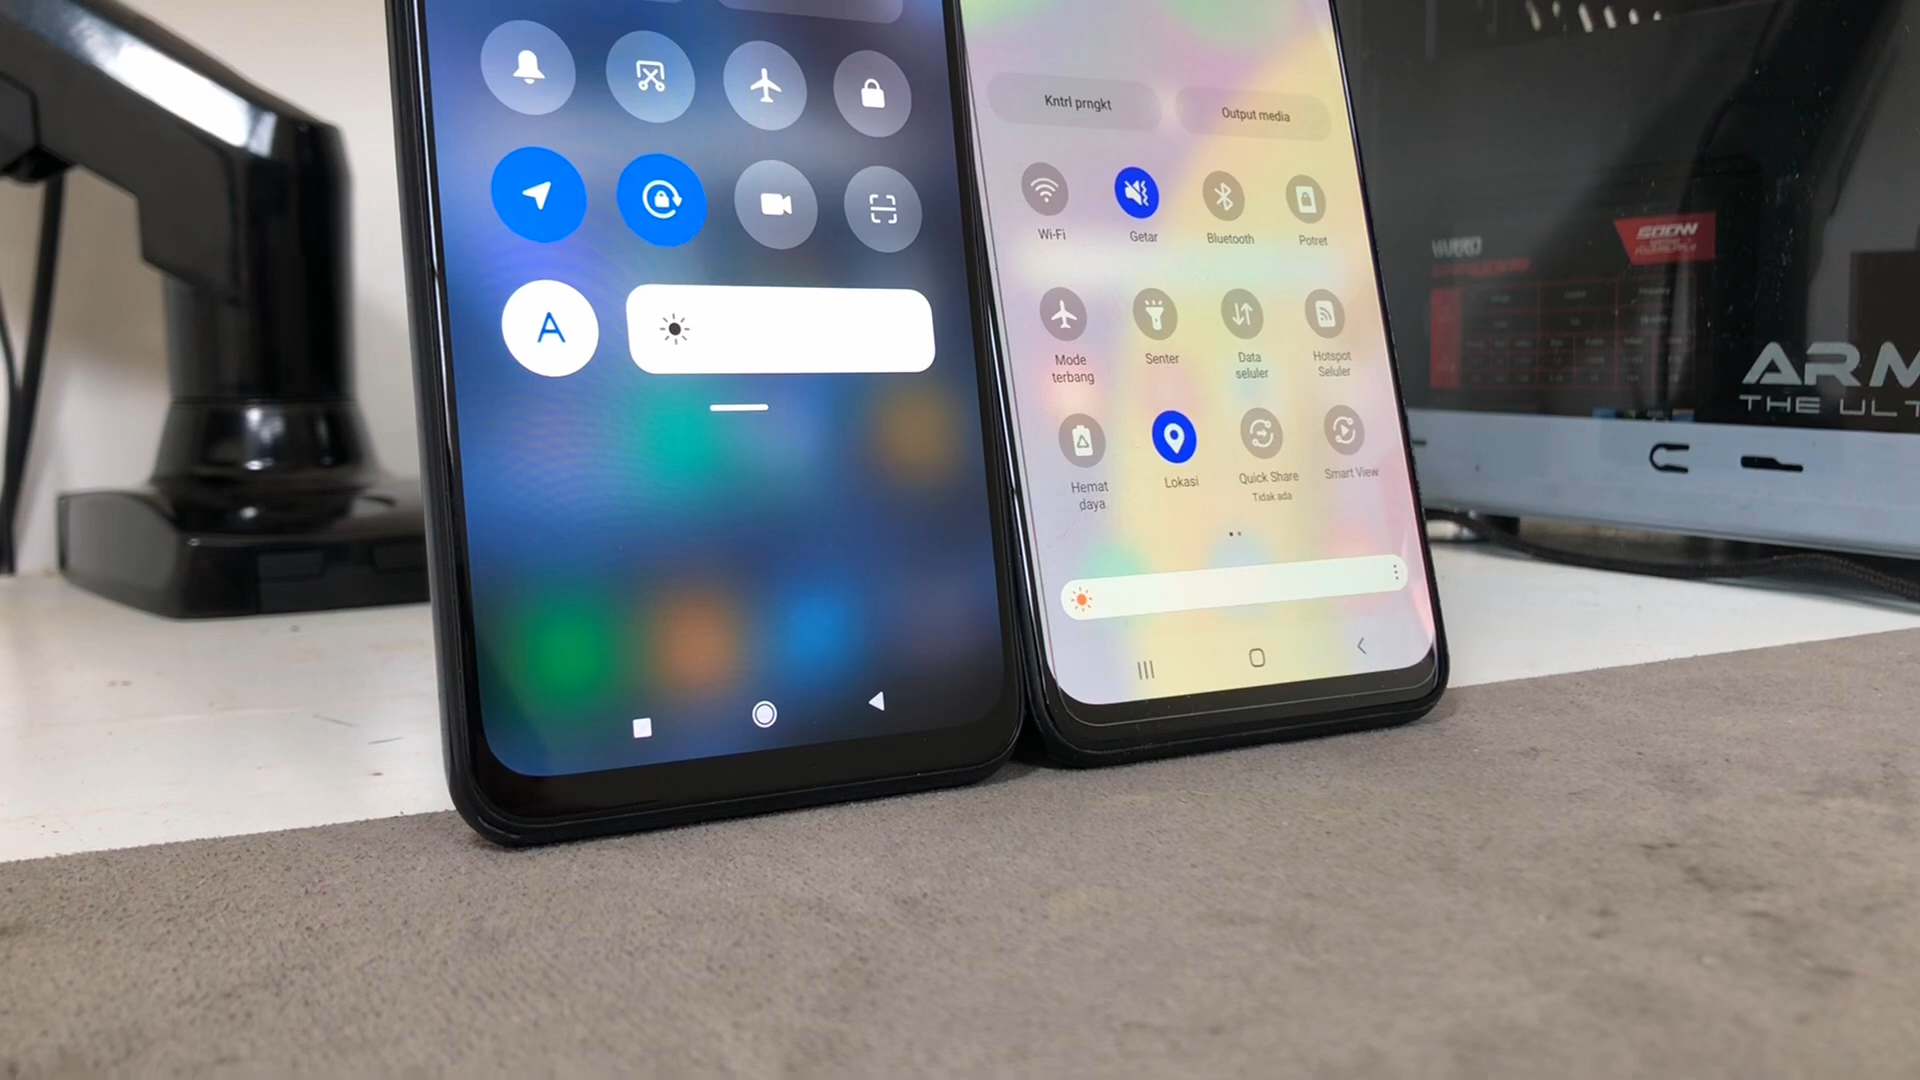 Kntrl prngkt
Output media
Wi-Fi
Getar
Bluetooth
Potret
Mode
terbang
Senter
Data
seluler
Hotspot
Seluler
Hemat
daya
Lokasi
Quick Share
Tidak ada
Smart View
A
500W
ARM
THE ULT